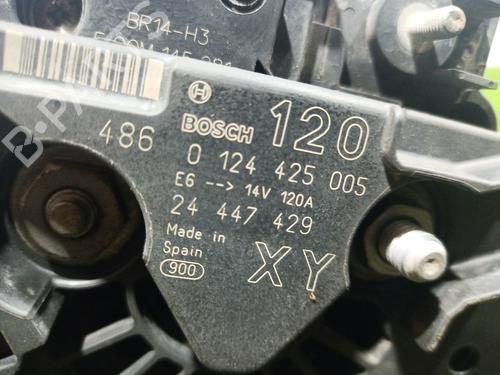 BR14-H3
486 BOSCH 120
0 124 425 005
E6 --> 14V 120A
24 447 429
Made in
Spain
900
XY